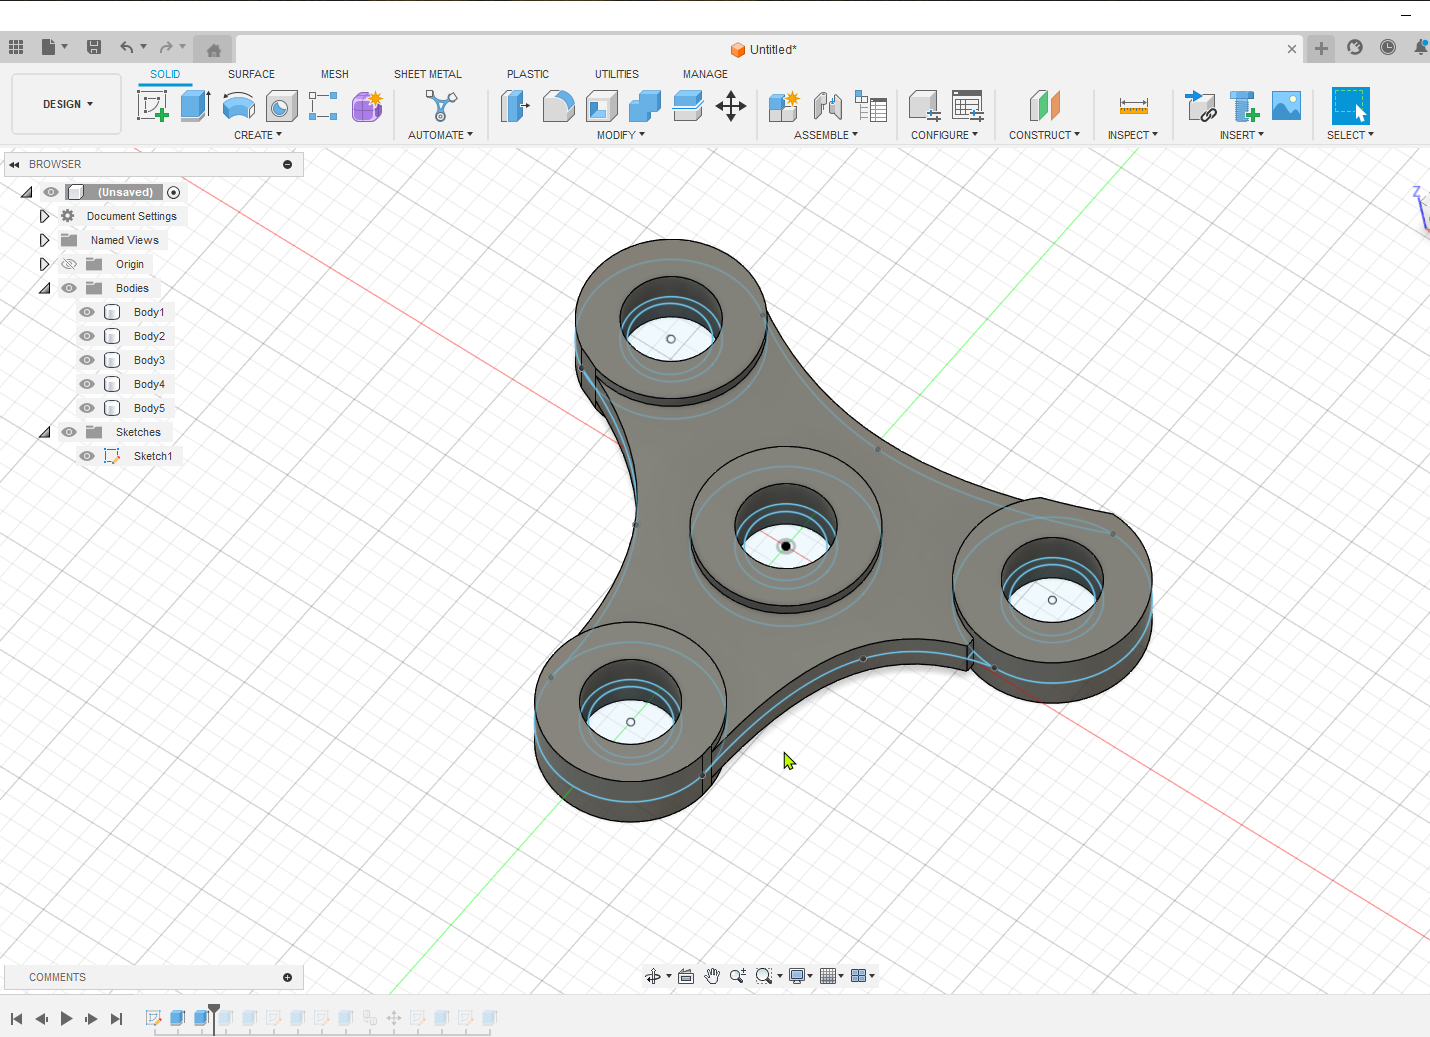 Untitled*
SOLID SURFACE MESH SHEET METAL PLASTIC UTILITIES MANAGE
DESIGN
CREATE AUTOMATE MODIFY ASSEMBLE CONFIGURE CONSTRUCT INSPECT INSERT SELECT
BROWSER
(Unsaved)
Document Settings
Named Views
Origin
Bodies
Body1
Body2
Body3
Body4
Body5
Sketches
Sketch1
Z
COMMENTS